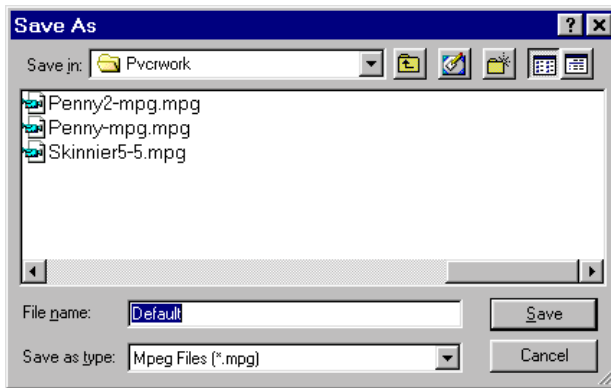 Save As
Save in: Pvcrwork
Penny2-mpg.mpg
Penny-mpg.mpg
Skinnier5-5.mpg
File name: Default Save
Save as type: Mpeg Files (*.mpg) Cancel